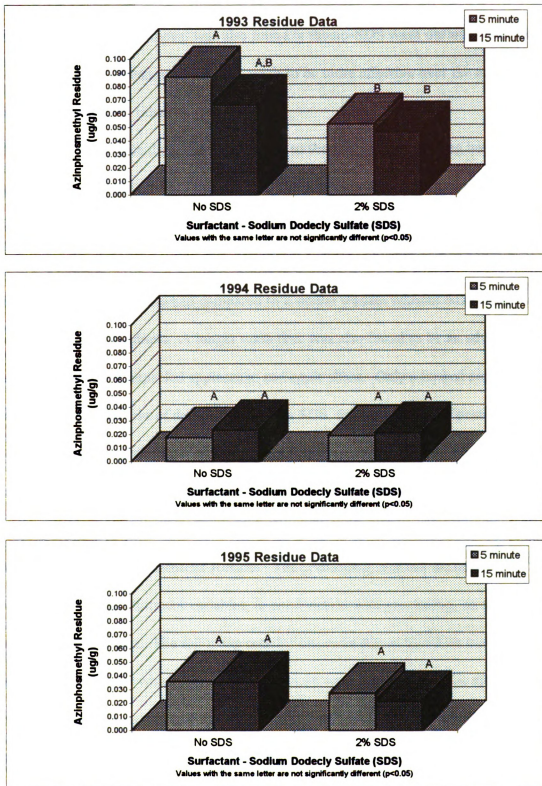 1993 Residue Data
5 minute
15 minute
Azinphosmethyl Residue
(ug/g)
0.100
0.090
0.080
0.070
0.060
0.050
0.040
0.030
0.020
0.010
0.000
A
A,B
B
B
No SDS
2% SDS
Surfactant - Sodium Dodecly Sulfate (SDS)
Values with the same letter are not significantly different (p<0.05)
1994 Residue Data
5 minute
15 minute
Azinphosmethyl Residue
(ug/g)
0.100
0.090
0.080
0.070
0.060
0.050
0.040
0.030
0.020
0.010
0.000
A
A
A
A
No SDS
2% SDS
Surfactant - Sodium Dodecly Sulfate (SDS)
Values with the same letter are not significantly different (p<0.05)
1995 Residue Data
5 minute
15 minute
Azinphosmethyl Residue
(ug/g)
0.100
0.090
0.080
0.070
0.060
0.050
0.040
0.030
0.020
0.010
0.000
A
A
A
A
No SDS
2% SDS
Surfactant - Sodium Dodecly Sulfate (SDS)
Values with the same letter are not significantly different (p<0.05)